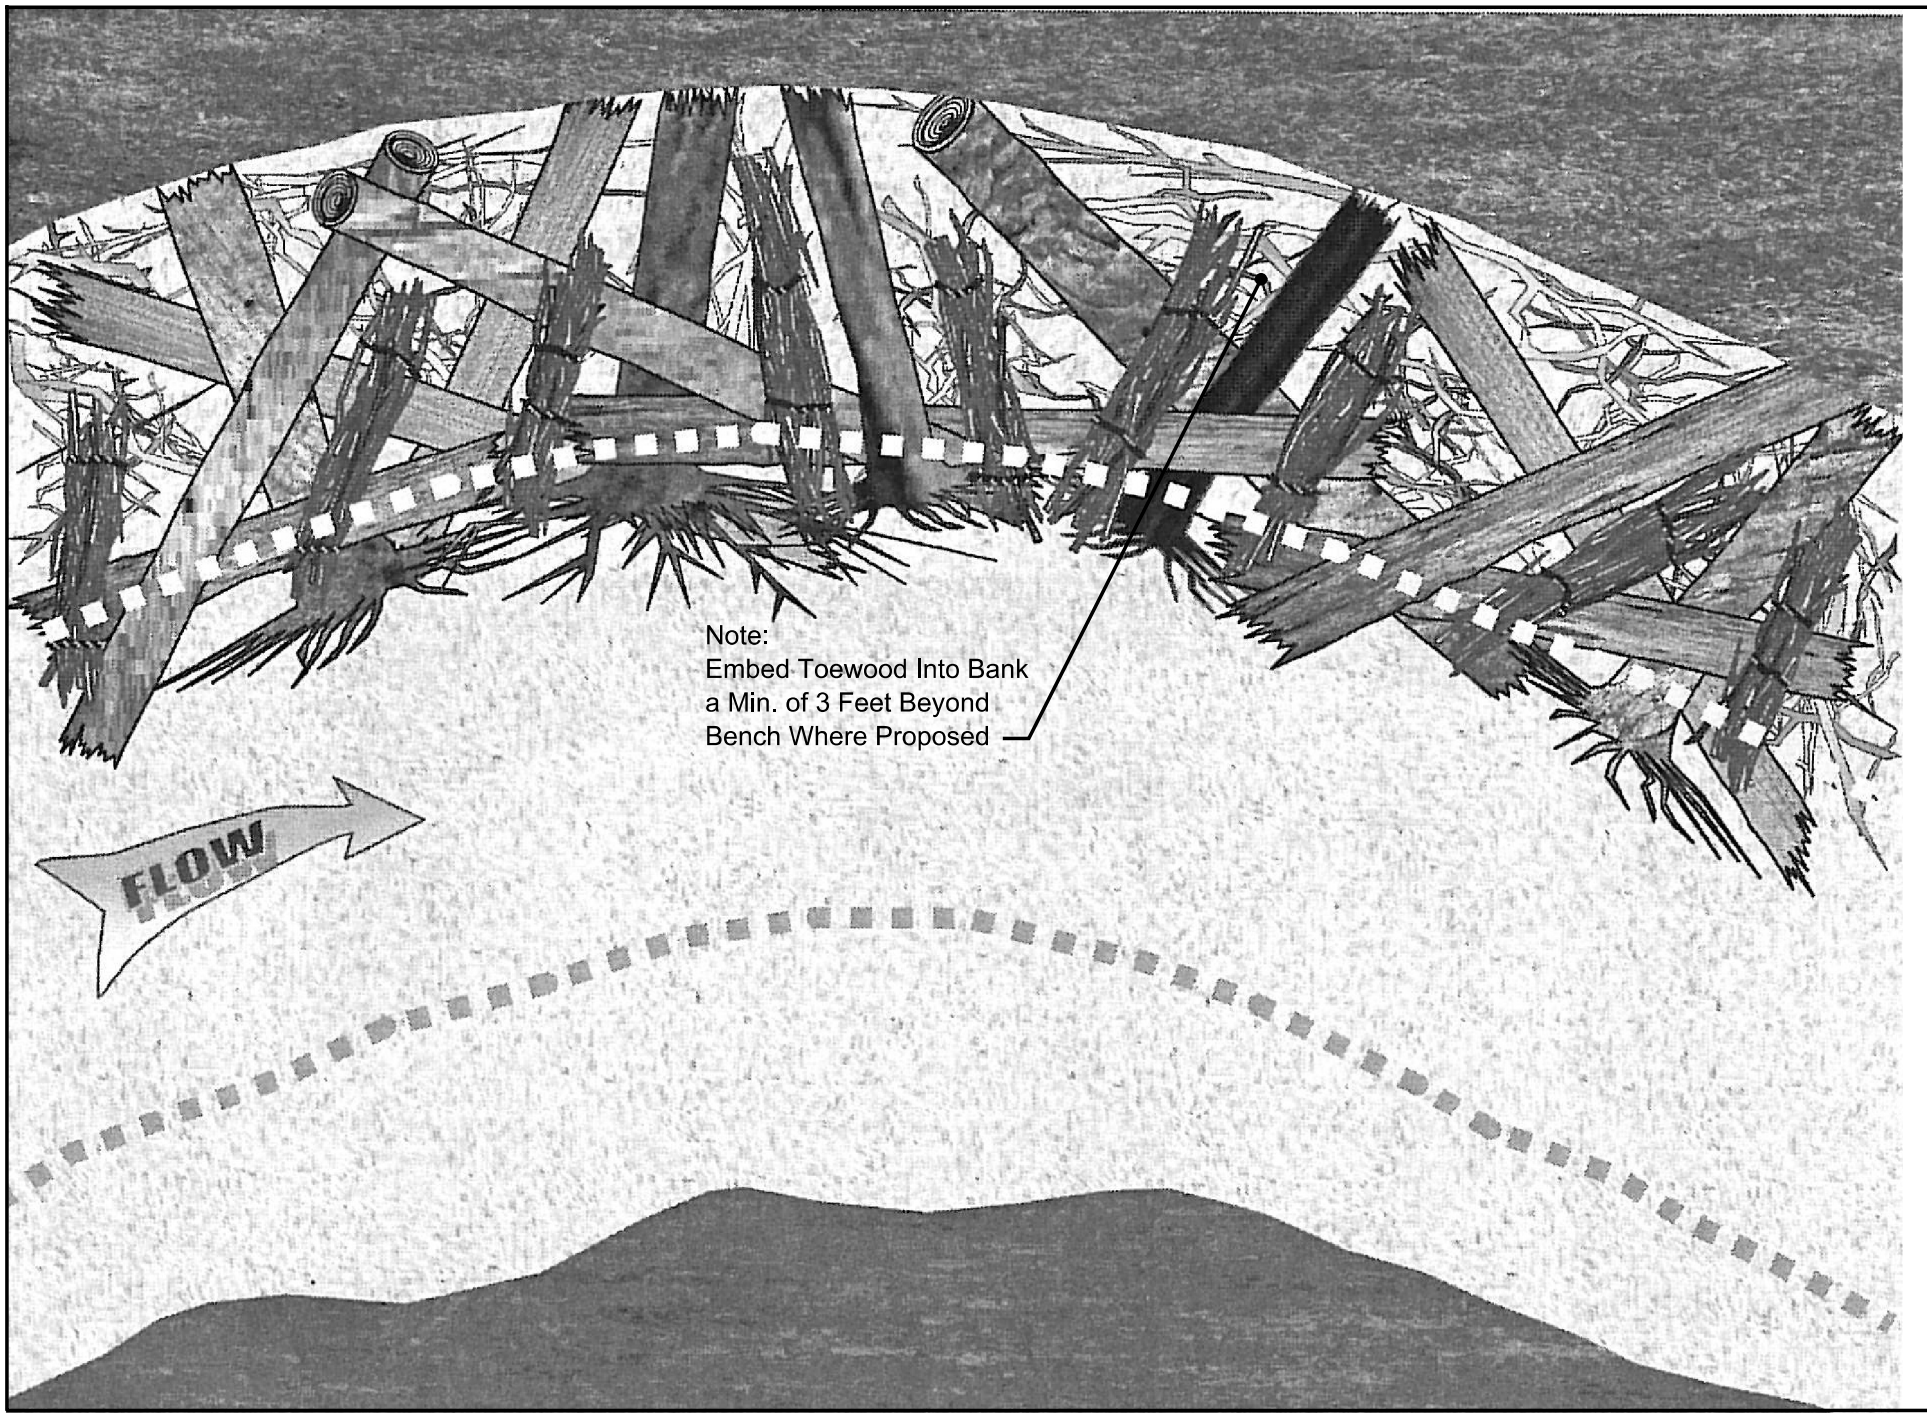 Note:
Embed Toewood Into Bank
a Min. of 3 Feet Beyond
Bench Where Proposed
FLOW